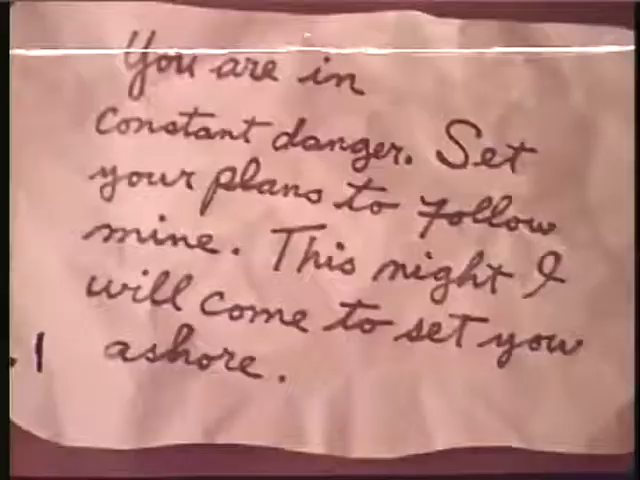 You are in
constant danger. Set
your plans to follow
mine. This night I
will come to set you
ashore.
.1